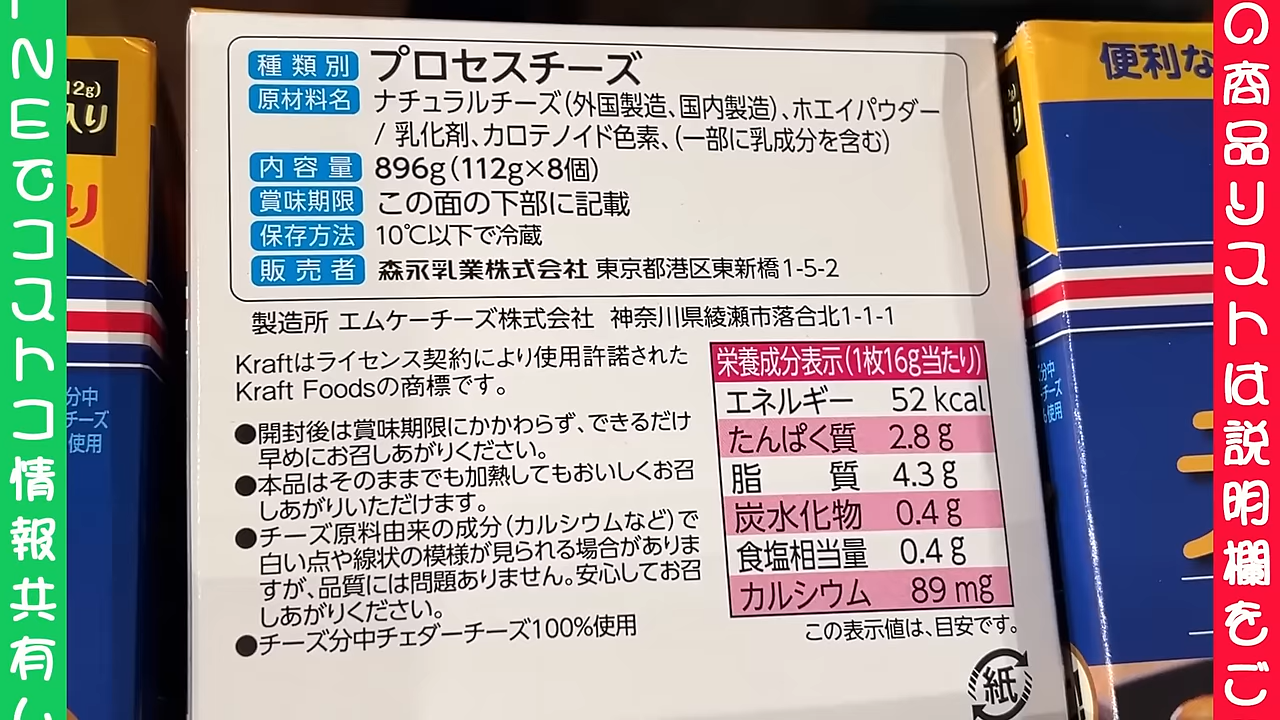 NEでコストコ情報共有い
の商品リストは説明欄をご
種類別 プロセスチーズ
原材料名 ナチュラルチーズ(外国製造、国内製造)、ホエイパウダー
/ 乳化剤、カロテノイド色素、(一部に乳成分を含む)
内容量 896g(112g×8個)
賞味期限 この面の下部に記載
保存方法 10℃以下で冷蔵
販売者 森永乳業株式会社 東京都港区東新橋1-5-2
製造所 エムケーチーズ株式会社 神奈川県綾瀬市落合北1-1-1
Kraftはライセンス契約により使用許諾された
Kraft Foodsの商標です。
●開封後は賞味期限にかかわらず、できるだけ
早めにお召しあがりください。
●本品はそのままでも加熱してもおいしくお召
しあがりいただけます。
●チーズ原料由来の成分(カルシウムなど)で
白い点や線状の模様が見られる場合がありま
すが、品質には問題ありません。安心してお召
しあがりください。
●チーズ分中チェダーチーズ100%使用
栄養成分表示(1枚16g当たり)
エネルギー 52 kcal
たんぱく質 2.8 g
脂質 4.3 g
炭水化物 0.4 g
食塩相当量 0.4 g
カルシウム 89 mg
この表示値は、目安です。
紙
12g)
入り
り
分中
チーズ
使用
便利な
り
分中
チーズ
使用